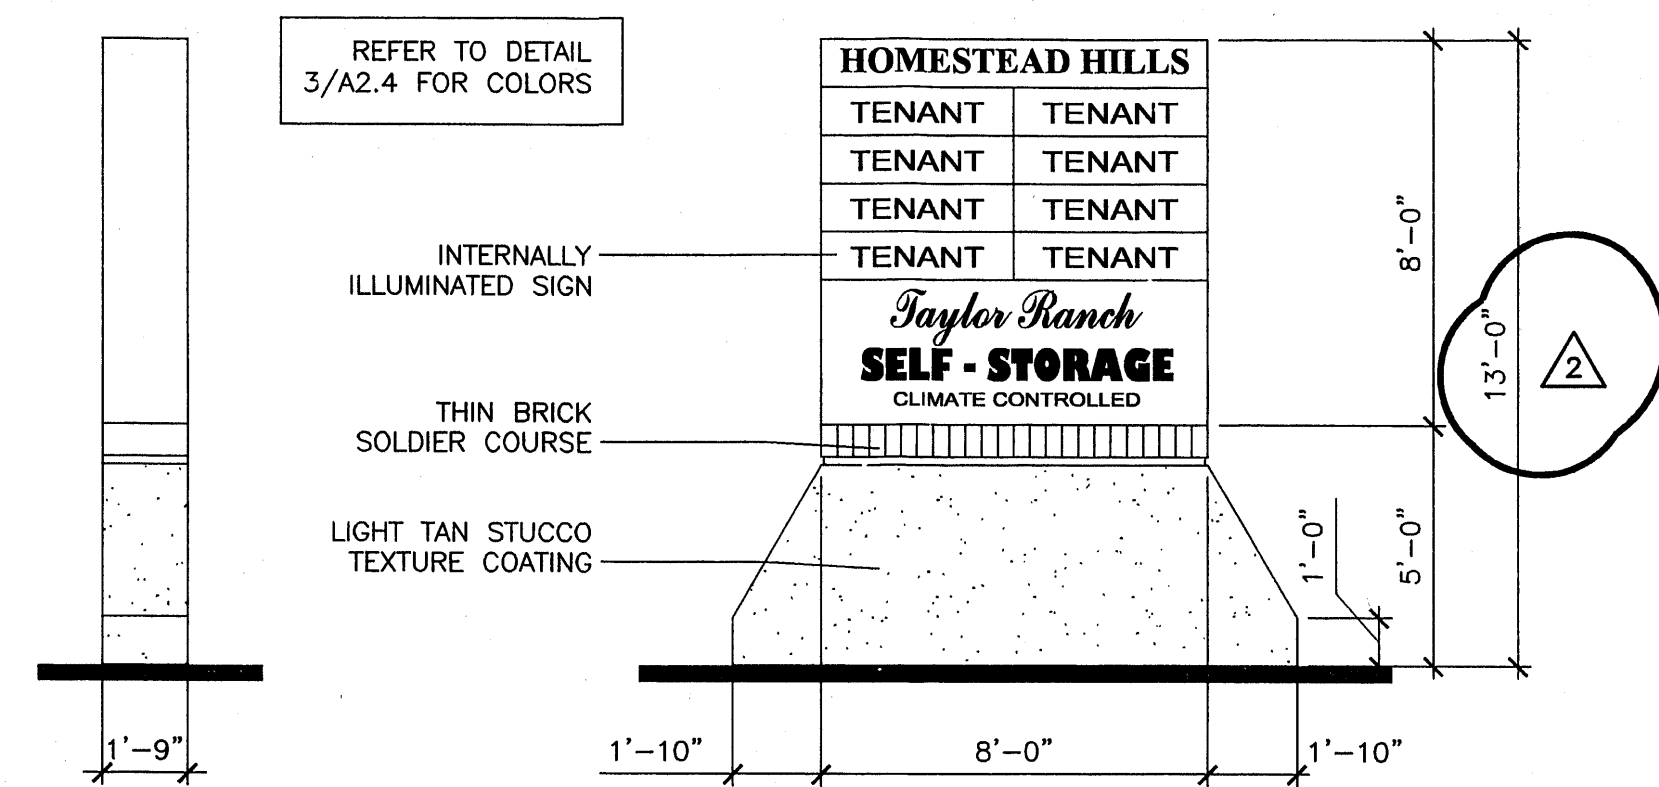 REFER TO DETAIL
3/A2.4 FOR COLORS
HOMESTEAD HILLS
TENANT TENANT
TENANT TENANT
TENANT TENANT
TENANT TENANT
INTERNALLY
ILLUMINATED SIGN
Taylor Ranch
SELF - STORAGE
CLIMATE CONTROLLED
THIN BRICK
SOLDIER COURSE
LIGHT TAN STUCCO
TEXTURE COATING
8'-0"
13'-0"
2
1'-0"
5'-0"
1'-9"
1'-10"
8'-0"
1'-10"